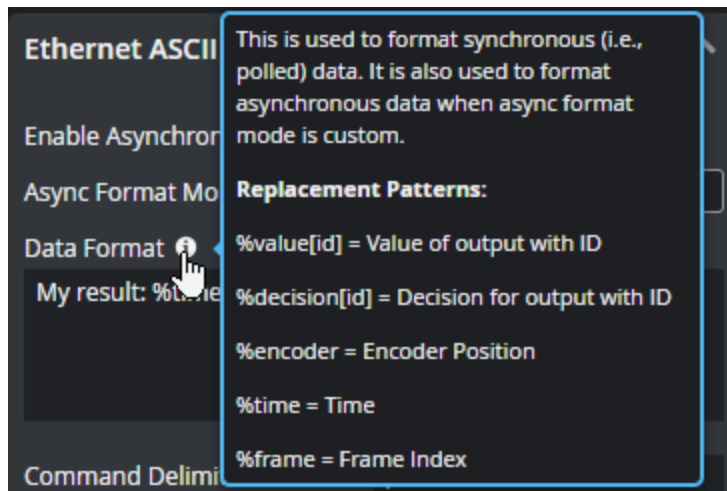 Ethernet ASCII
Enable Asynchron
Async Format Mo
Data Format
My result: %time
Command Delimi
This is used to format synchronous (i.e.,
polled) data. It is also used to format
asynchronous data when async format
mode is custom.
Replacement Patterns:
%value[id] = Value of output with ID
%decision[id] = Decision for output with ID
%encoder = Encoder Position
%time = Time
%frame = Frame Index